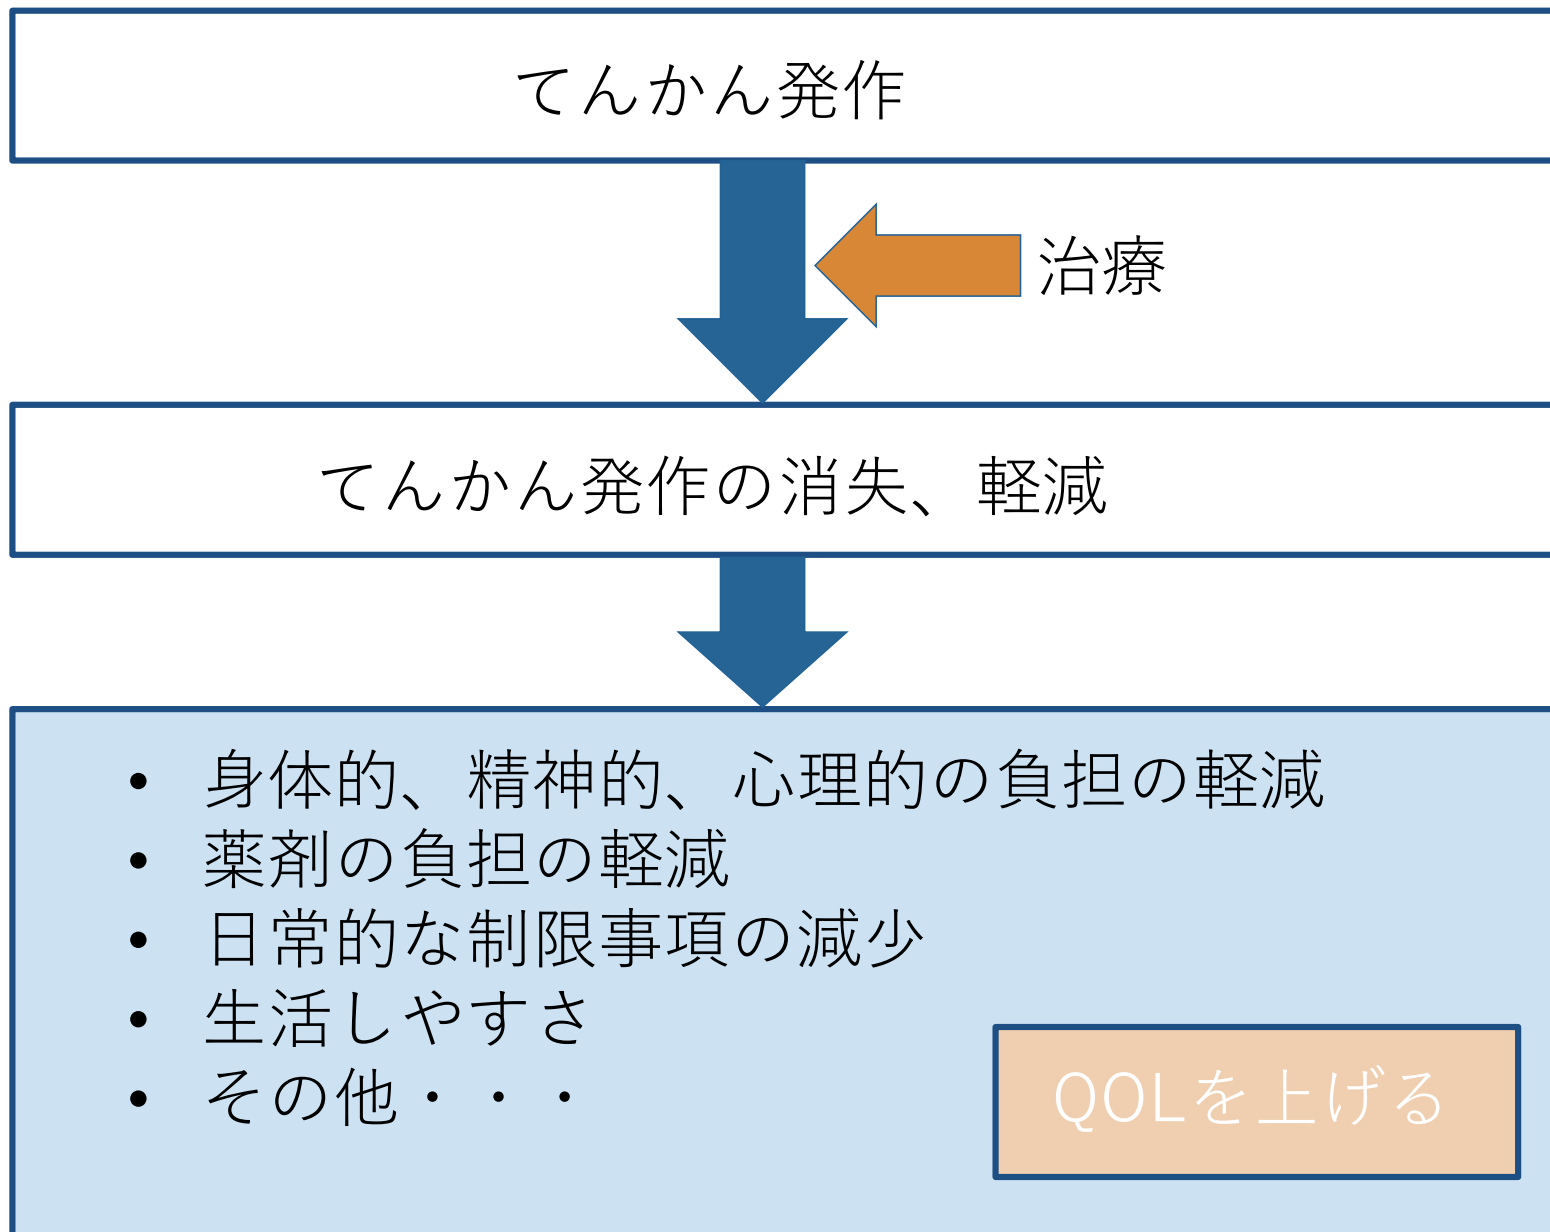 てんかん発作
治療
てんかん発作の消失、軽減
• 身体的、精神的、心理的の負担の軽減
• 薬剤の負担の軽減
• 日常的な制限事項の減少
• 生活しやすさ
• その他・・・
QOLを上げる